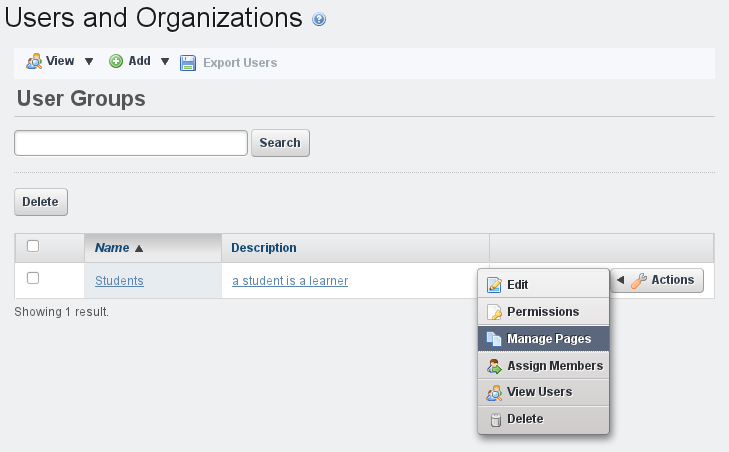 Users and Organizations
View Add Export Users
User Groups
Search
Delete
Name Description
Students a student is a learner Actions
Showing 1 result.
Edit
Permissions
Manage Pages
Assign Members
View Users
Delete